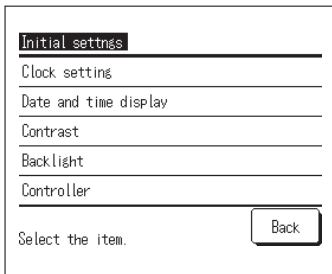 Initial settngs
Clock setting
Date and time display
Contrast
Backlight
Controller
Select the item.
Back